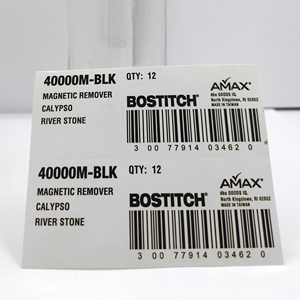 40000M-BLK QTY: 12
MAGNETIC REMOVER
CALYPSO
RIVER STONE
BOSTITCH®
AMAX®
dba GOODS IQ.
North Kingstown, RI 02852
MADE IN TAIWAN
3 00 77914 03462 0
40000M-BLK QTY: 12
MAGNETIC REMOVER
CALYPSO
RIVER STONE
BOSTITCH®
AMAX®
dba GOODS IQ.
North Kingstown, RI 02852
MADE IN TAIWAN
3 00 77914 03462 0